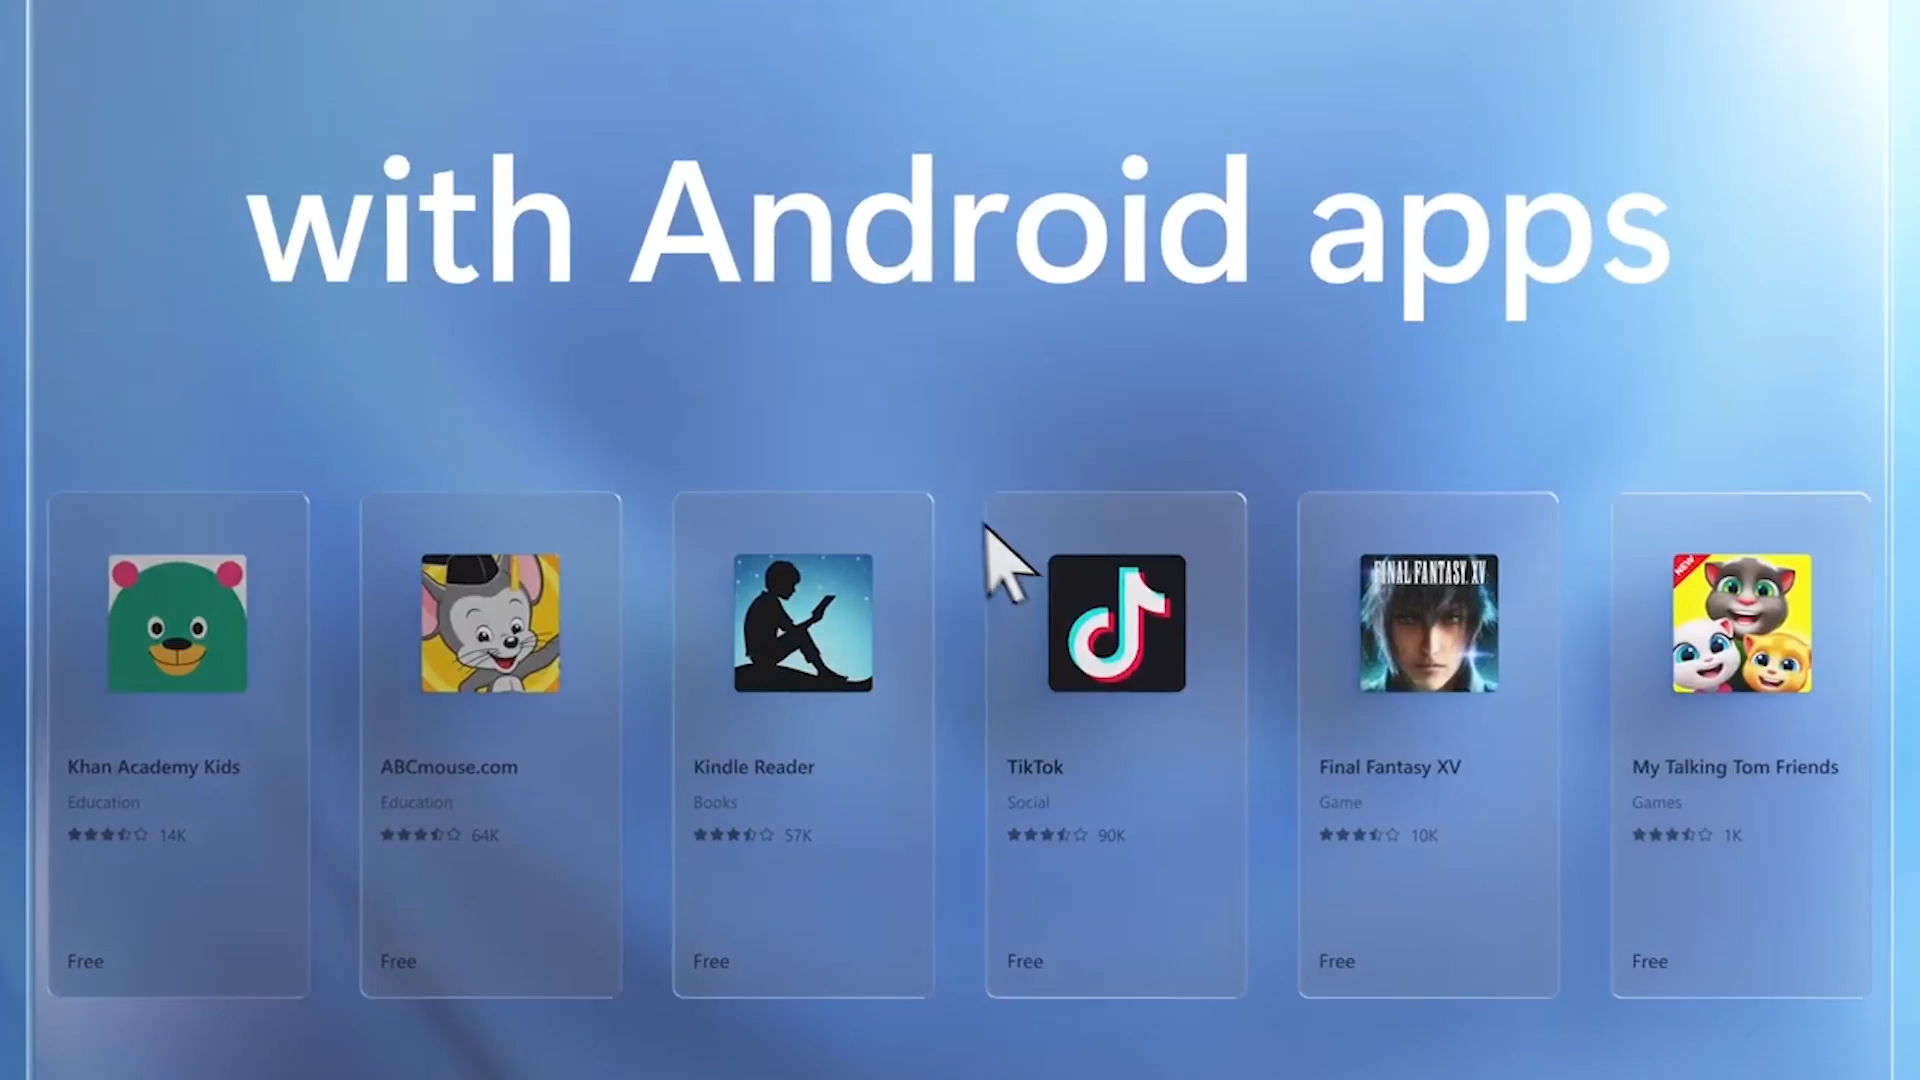 with Android apps
FINAL FANTASY XV
NEW
Khan Academy Kids
Education
14K
Free
ABCmouse.com
Education
64K
Free
Kindle Reader
Books
57K
Free
TikTok
Social
90K
Free
Final Fantasy XV
Game
10K
Free
My Talking Tom Friends
Games
1K
Free